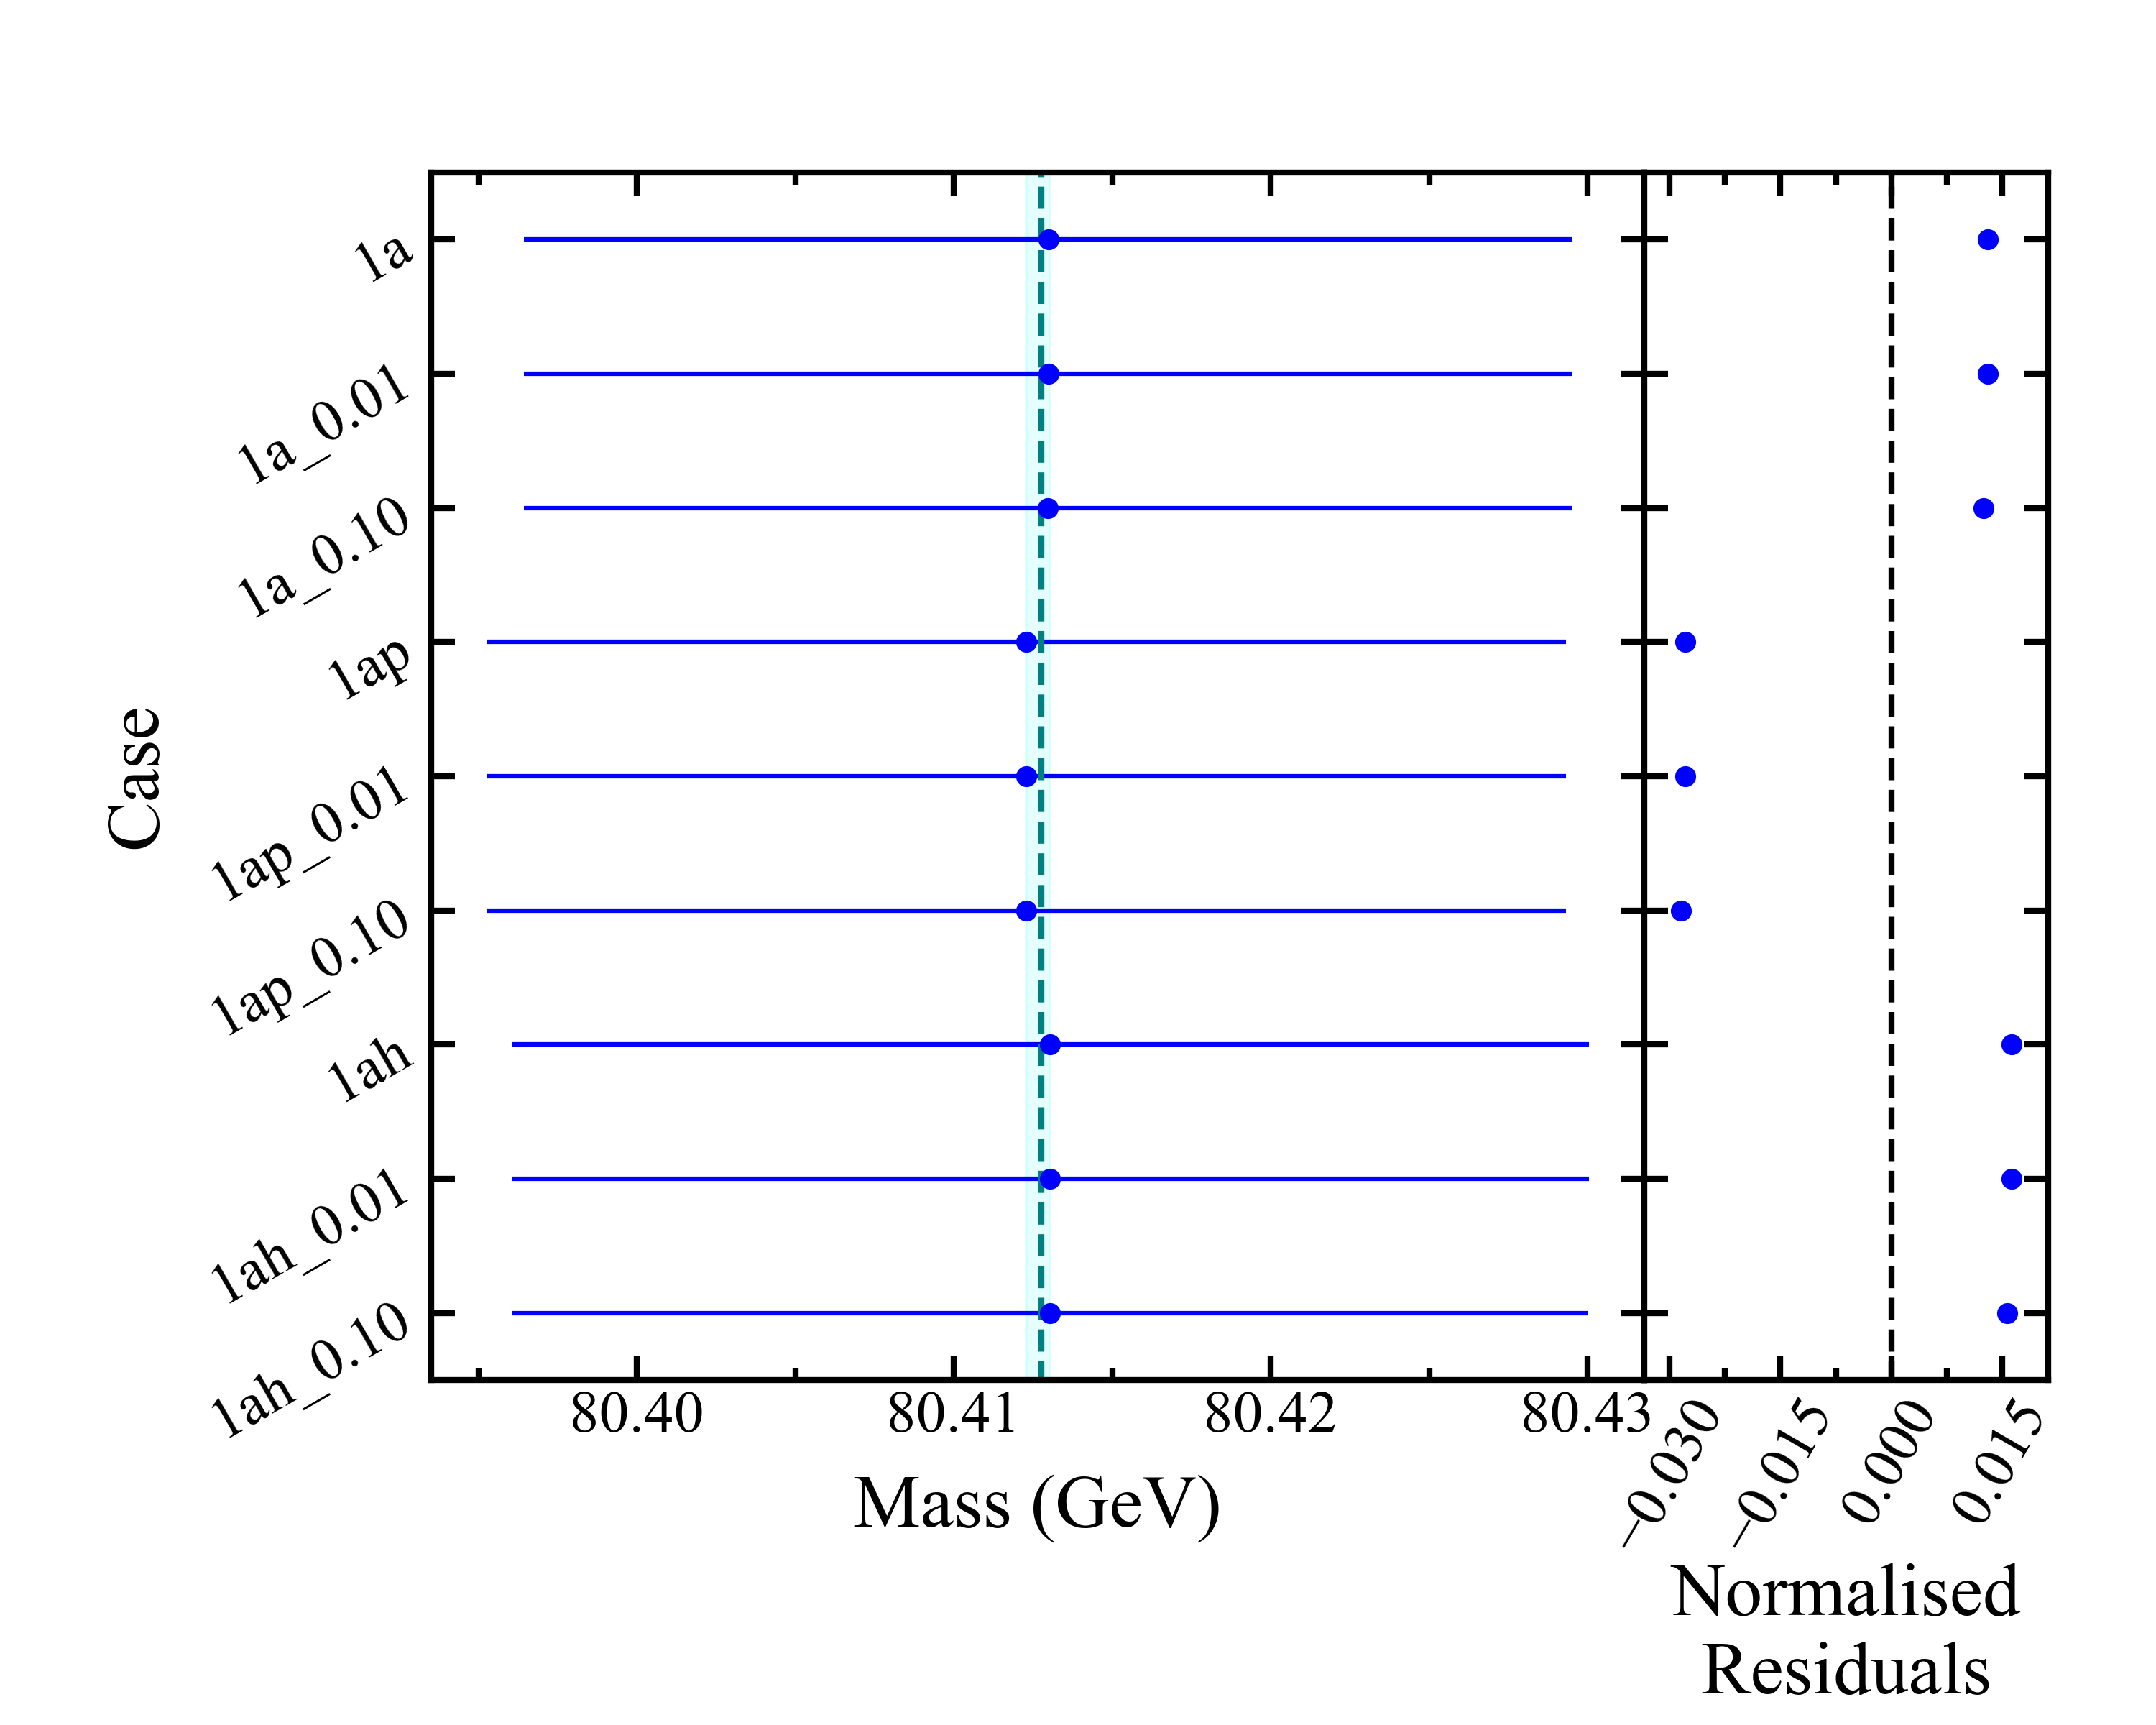 1a
1a_0.01
1a_0.10
1ap
1ap_0.01
1ap_0.10
1ah
1ah_0.01
1ah_0.10
Case
80.40 80.41 80.42 80.43
Mass (GeV)
−0.030 −0.015 0.000 0.015
Normalised
Residuals